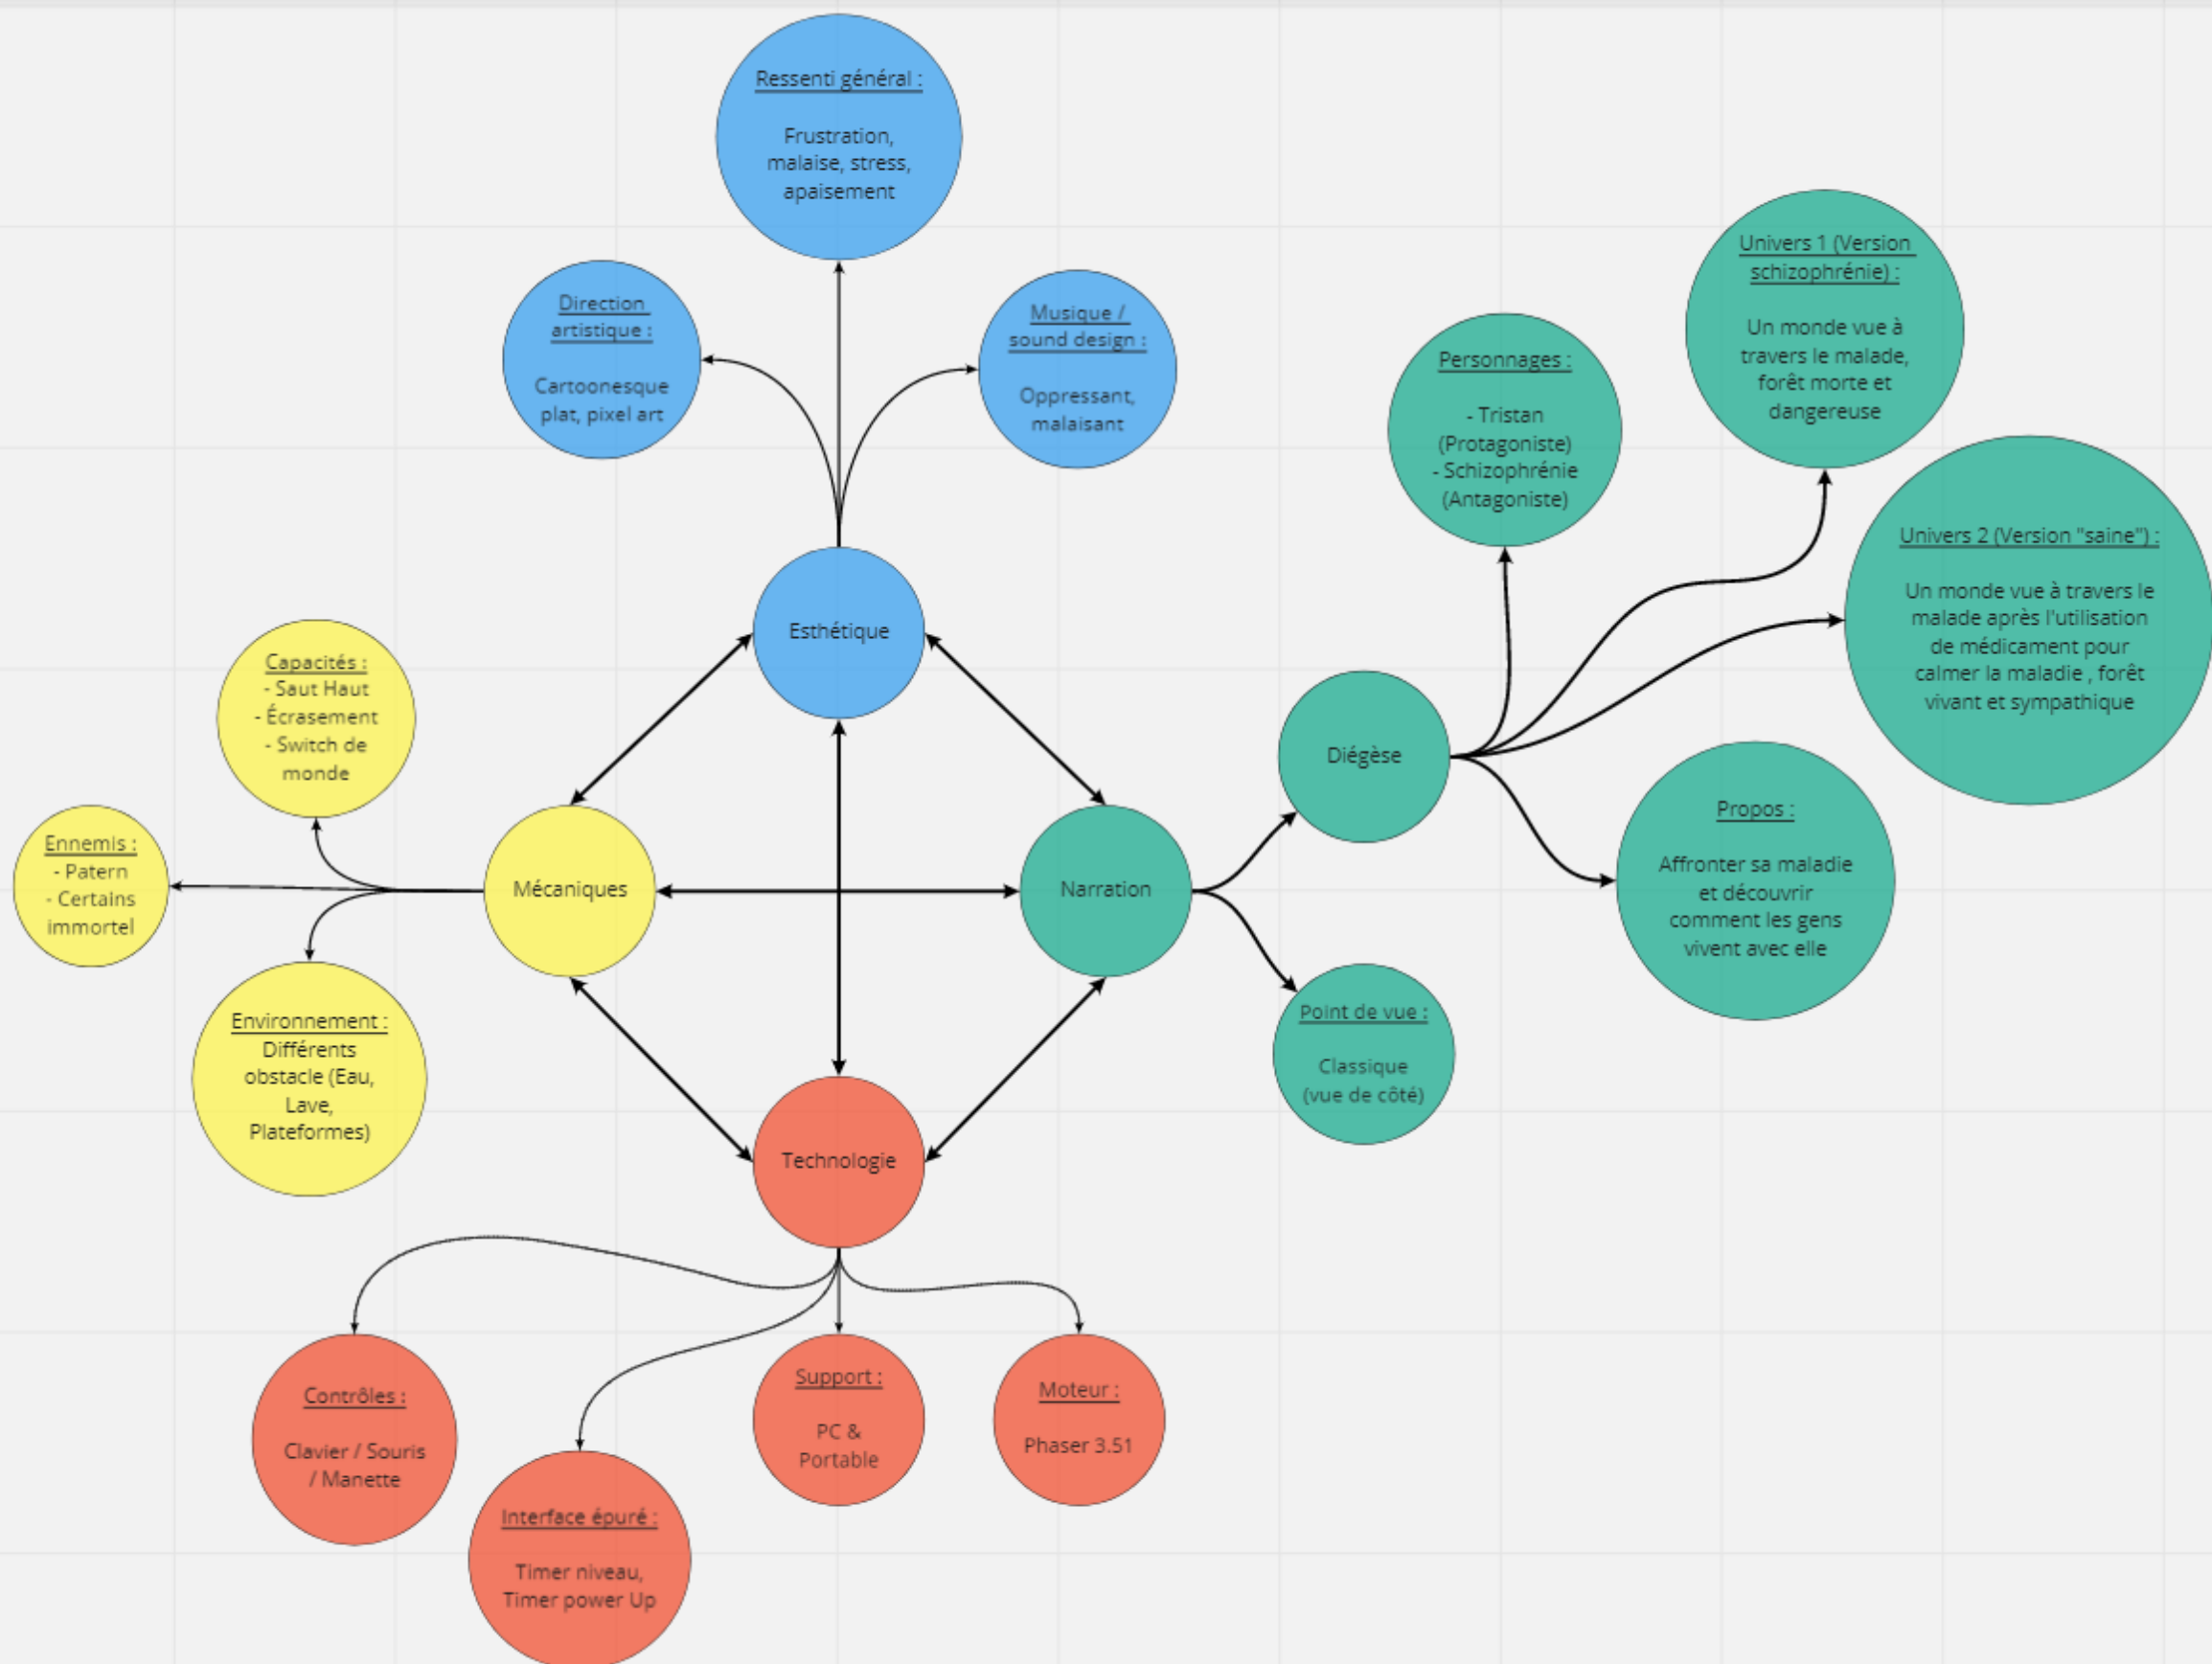 Ressenti général :
Frustration,
malaise, stress,
apaisement
Direction
artistique :
Cartoonesque
plat, pixel art
Musique /
sound design :
Oppressant,
malaisant
Esthétique
Capacités :
- Saut Haut
- Écrasement
- Switch de
monde
Ennemis :
- Patern
- Certains
immortel
Environnement :
Différents
obstacle (Eau,
Lave,
Plateformes)
Mécaniques
Narration
Diégèse
Personnages :
- Tristan
(Protagoniste)
- Schizophrénie
(Antagoniste)
Univers 1 (Version
schizophrénie) :
Un monde vue à
travers le malade,
forêt morte et
dangereuse
Univers 2 (Version "saine") :
Un monde vue à travers le
malade après l'utilisation
de médicament pour
calmer la maladie , forêt
vivant et sympathique
Propos :
Affronter sa maladie
et découvrir
comment les gens
vivent avec elle
Point de vue :
Classique
(vue de côté)
Technologie
Contrôles :
Clavier / Souris
/ Manette
Interface épuré :
Timer niveau,
Timer power Up
Support :
PC &
Portable
Moteur :
Phaser 3.51